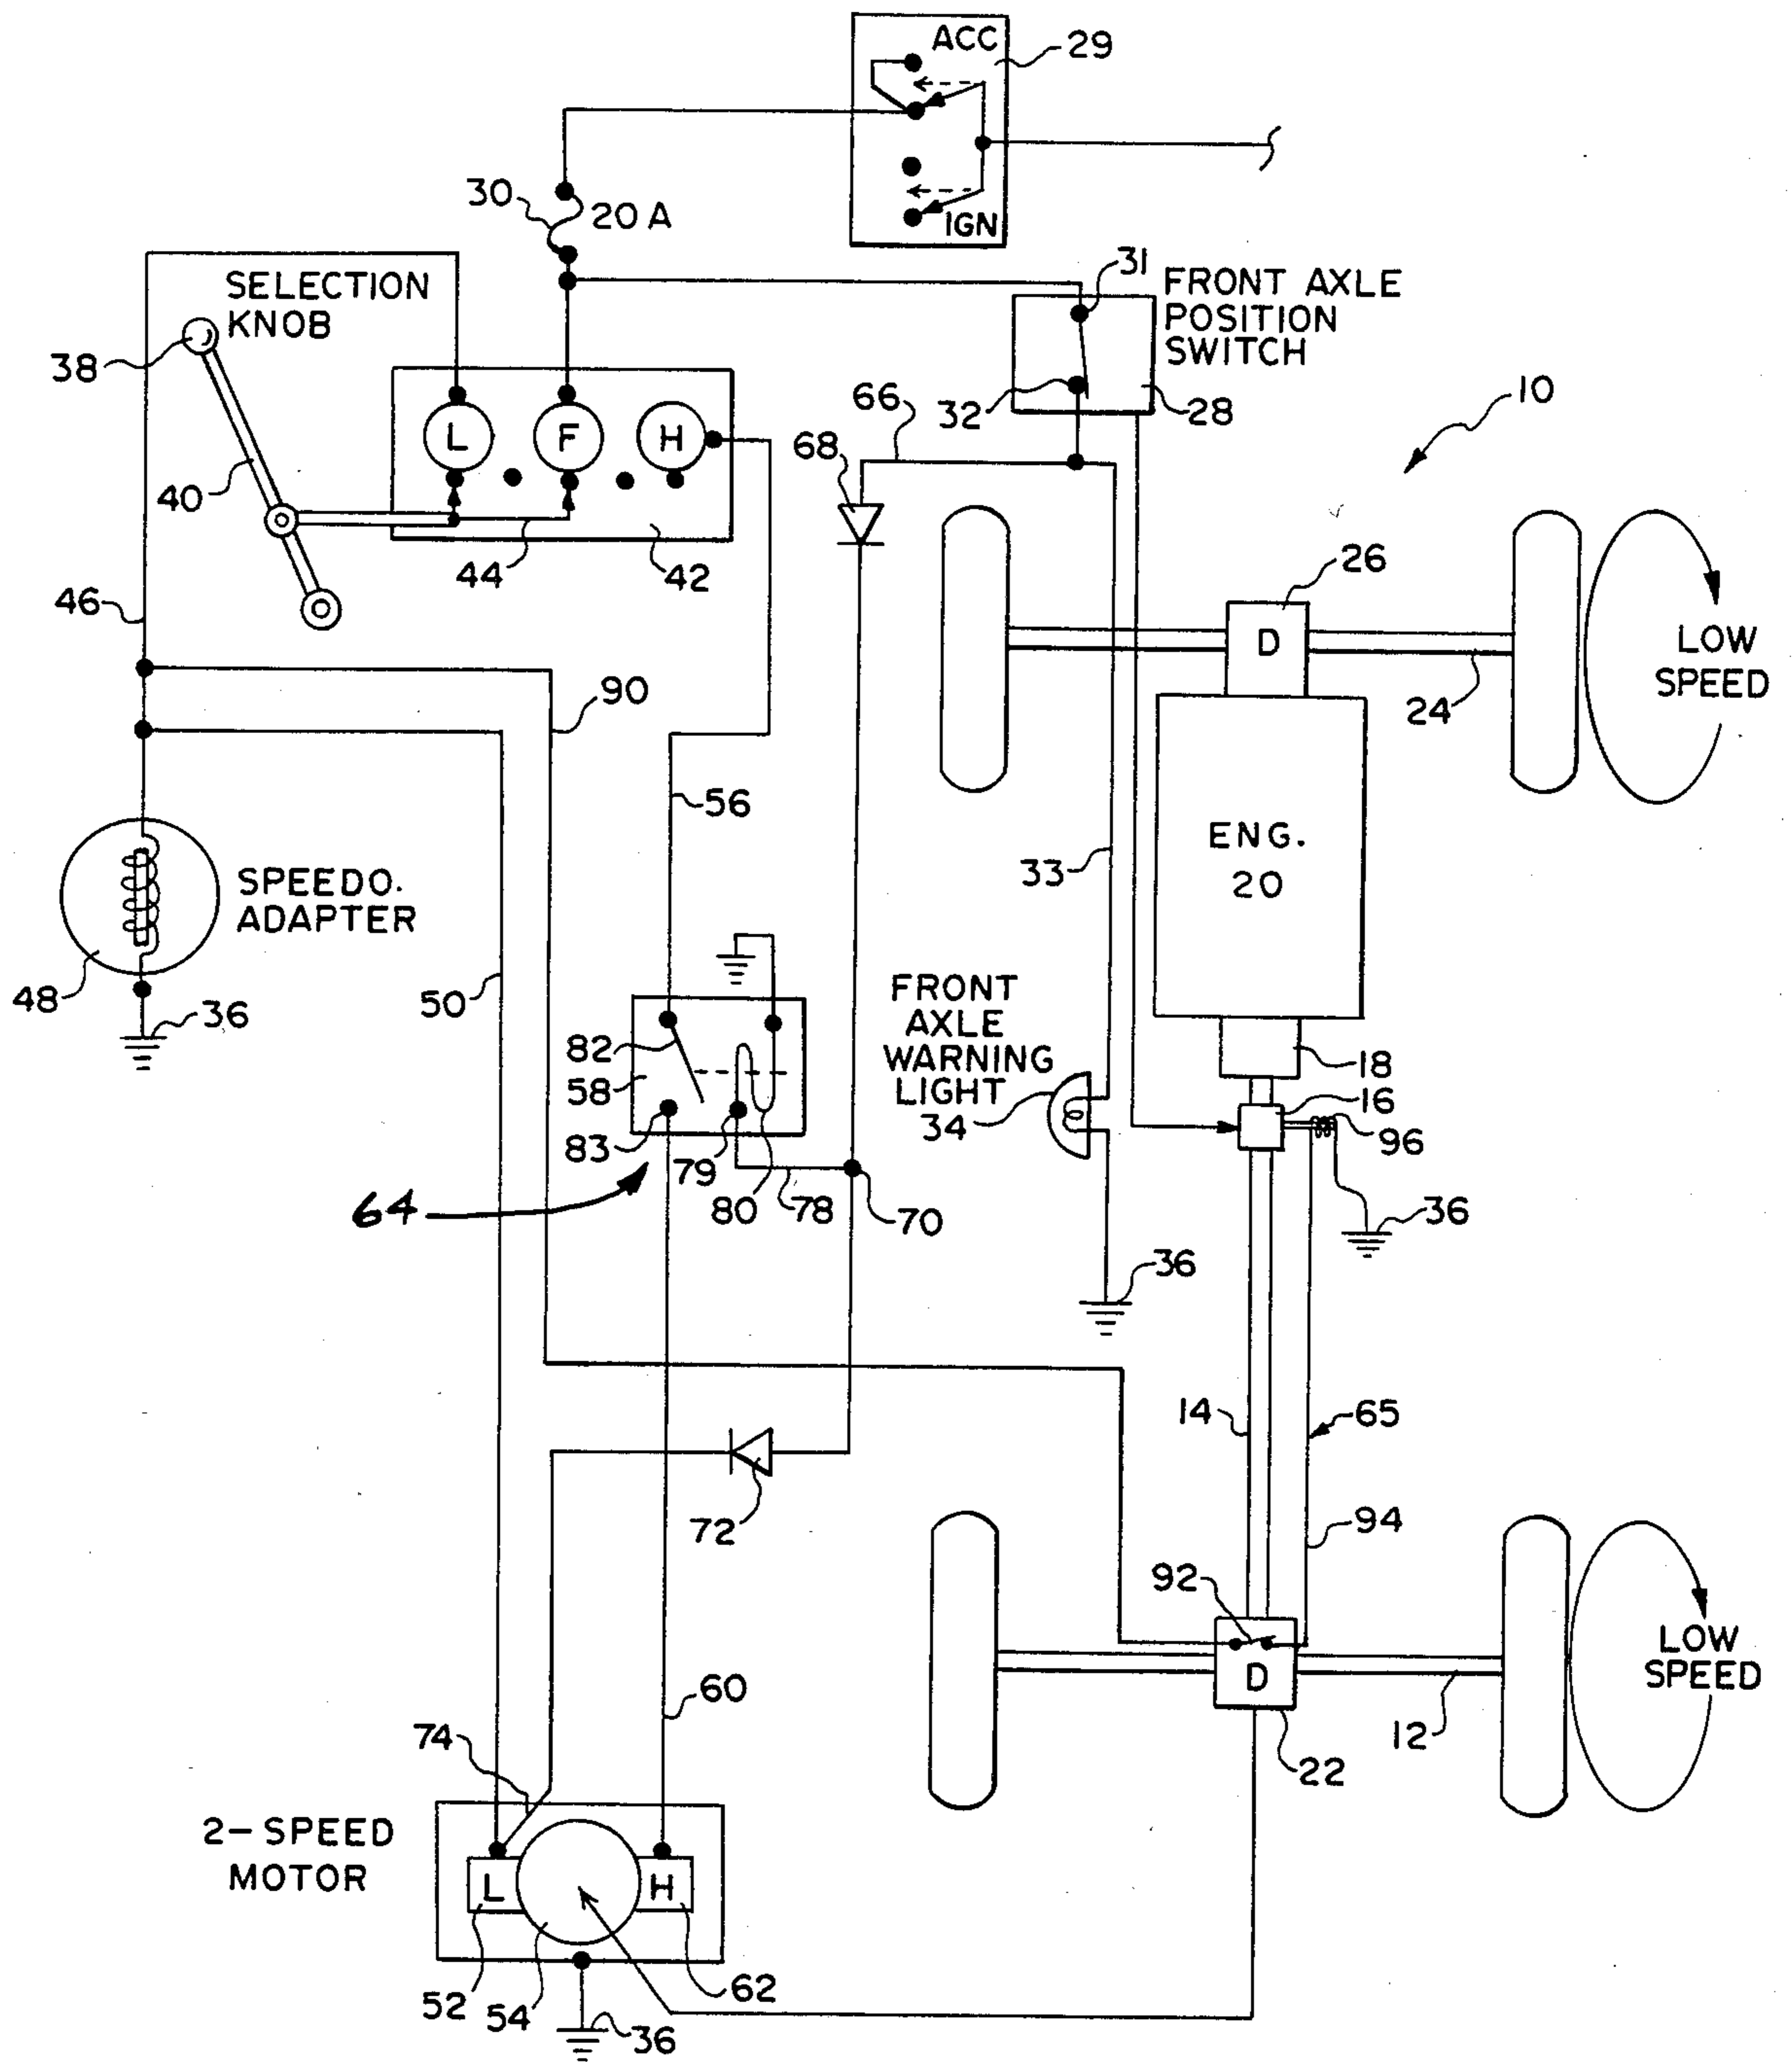 ACC
29
30
20 A
IGN
31
SELECTION
KNOB
FRONT AXLE
POSITION
SWITCH
38
32
28
10
66
68
L
F
H
40
44
42
26
46
D
LOW
SPEED
90
24
56
ENG.
20
33
SPEEDO.
ADAPTER
48
36
50
FRONT
AXLE
WARNING
LIGHT
34
82
58
18
16
96
83
79
80
78
70
64
36
36
14
65
72
94
92
D
LOW
SPEED
60
12
22
74
2-SPEED
MOTOR
L
H
52
54
62
36